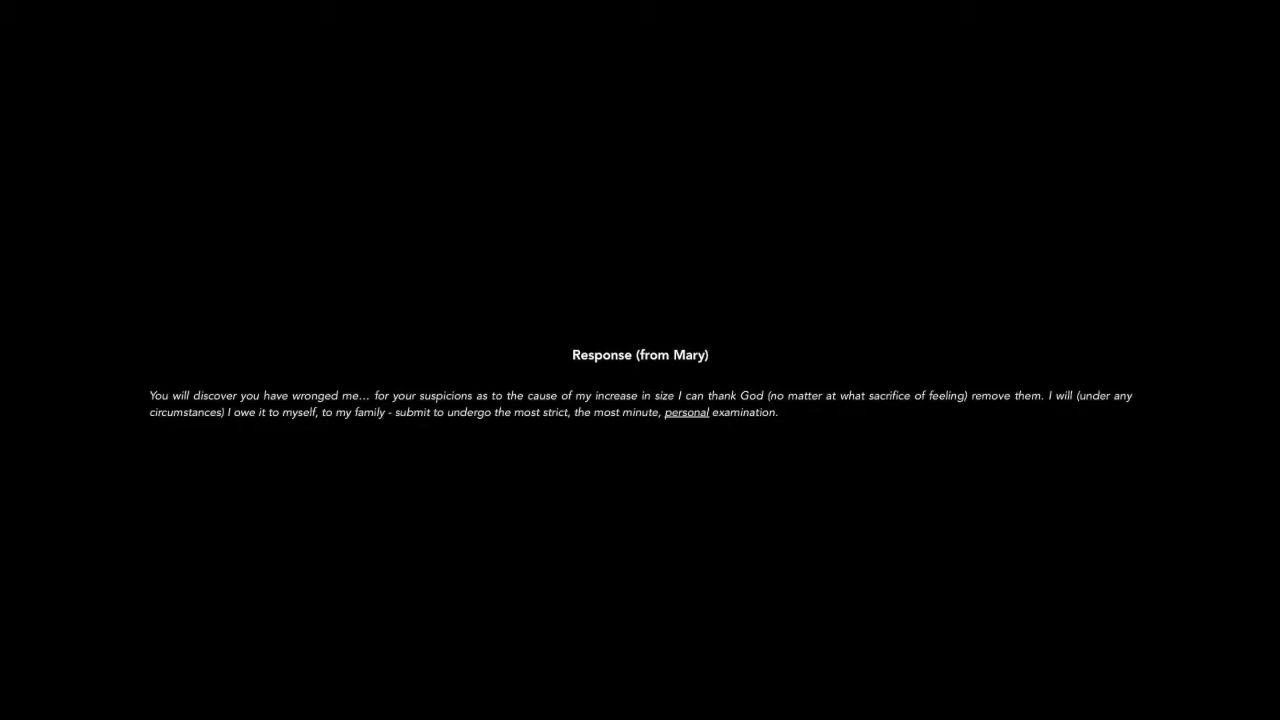 Response (from Mary)
You will discover you have wronged me... for your suspicions as to the cause of my increase in size I can thank God (no matter at what sacrifice of feeling) remove them. I will (under any
circumstances) I owe it to myself, to my family - submit to undergo the most strict, the most minute, personal examination.